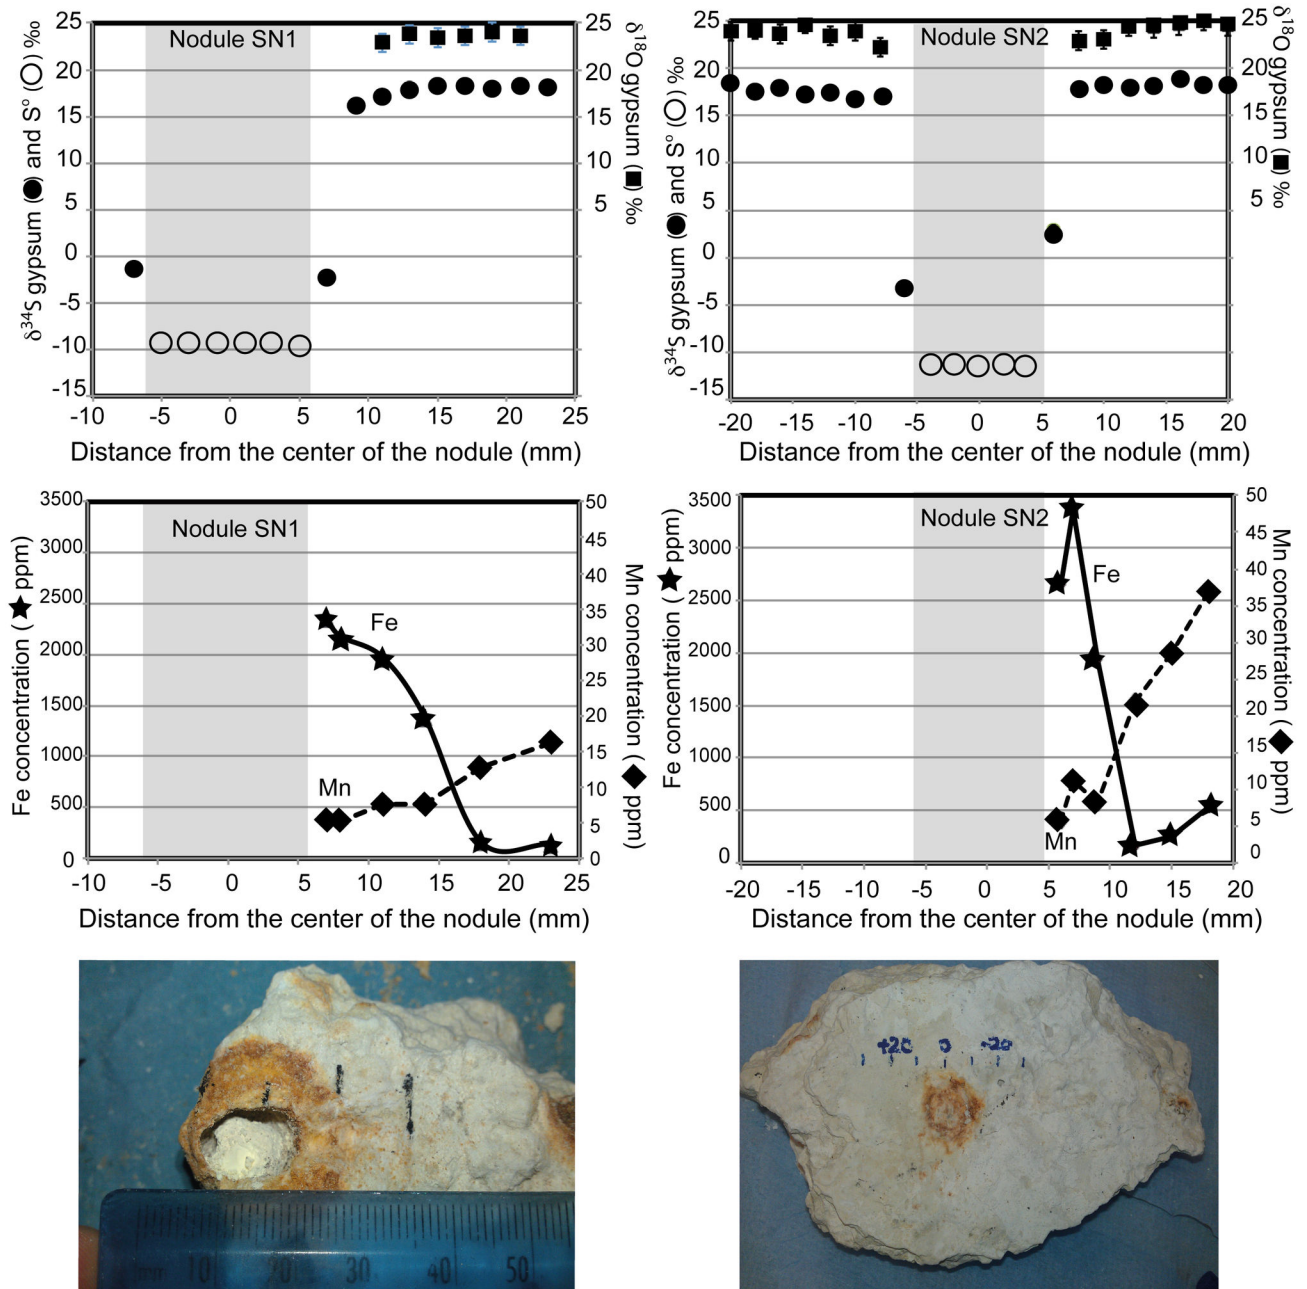 Nodule SN1
δ³⁴S gypsum (●) and S° (○) ‰
25
20
15
10
5
0
-5
-10
-15
25
20
15
10
5
δ¹⁸O gypsum (■) ‰
-10 -5 0 5 10 15 20 25
Distance from the center of the nodule (mm)
Nodule SN2
δ³⁴S gypsum (●) and S° (○) ‰
25
20
15
10
5
0
-5
-10
-15
25
20
15
10
5
δ¹⁸O gypsum (■) ‰
-20 -15 -10 -5 0 5 10 15 20
Distance from the center of the nodule (mm)
Nodule SN1
Fe concentration (★ ppm)
3500
3000
2500
2000
1500
1000
500
0
Fe
Mn
50
45
40
35
30
25
20
15
10
5
0
Mn concentration (◆ ppm)
-10 -5 0 5 10 15 20 25
Distance from the center of the nodule (mm)
Nodule SN2
Fe concentration (★ ppm)
3500
3000
2500
2000
1500
1000
500
0
Fe
Mn
50
45
40
35
30
25
20
15
10
5
0
Mn concentration (◆ ppm)
-20 -15 -10 -5 0 5 10 15 20
Distance from the center of the nodule (mm)
mm 10 20 30 40 50
+20 0 -20